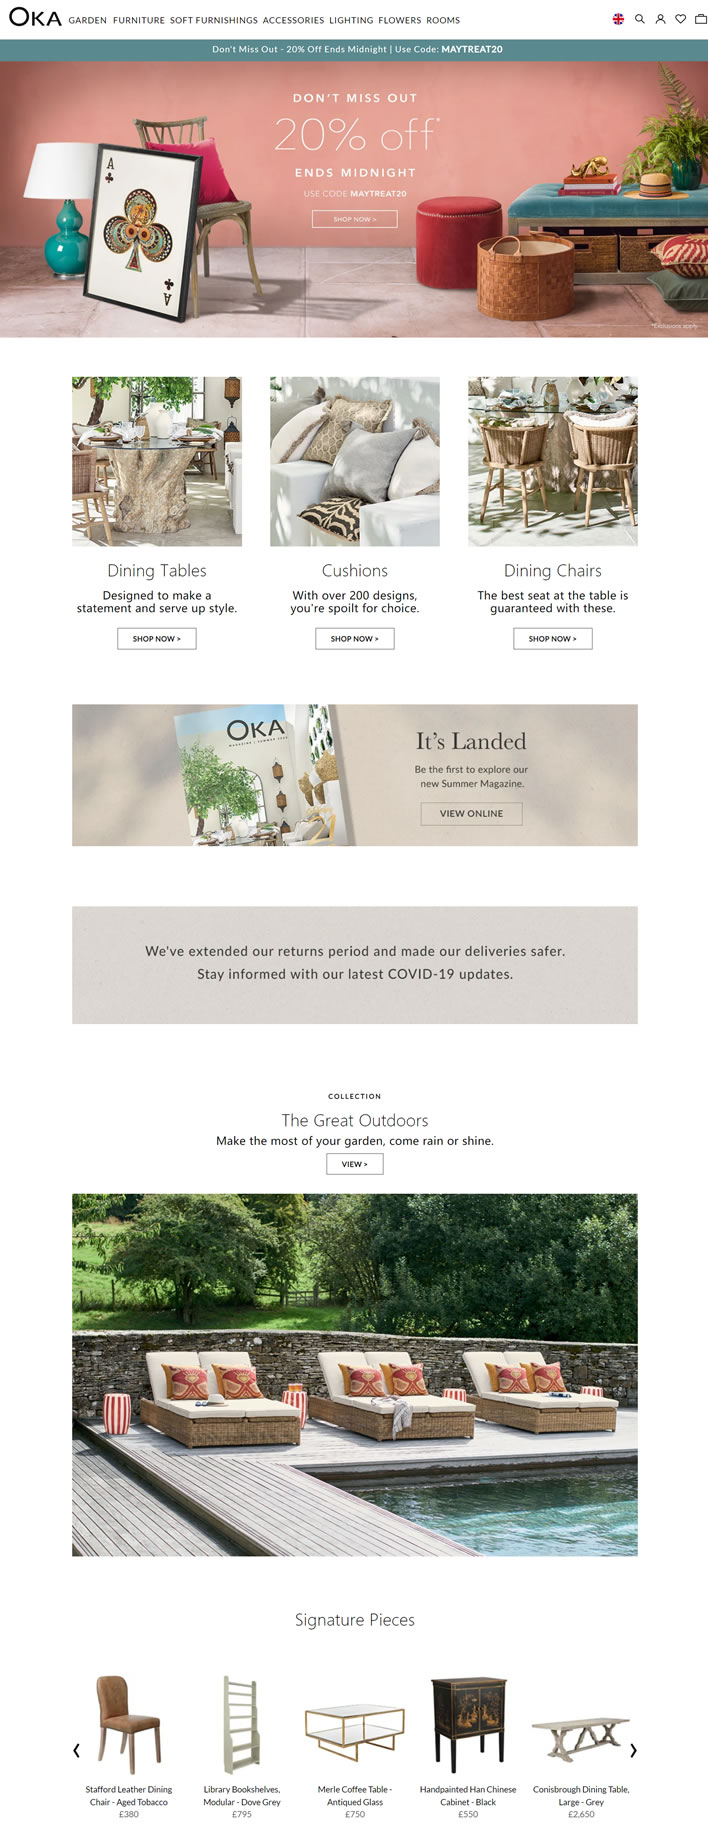 OKA GARDEN FURNITURE SOFT FURNISHINGS ACCESSORIES LIGHTING FLOWERS ROOMS
Don't Miss Out - 20% Off Ends Midnight | Use Code: MAYTREAT20
DON'T MISS OUT
20% off*
ENDS MIDNIGHT
USE CODE MAYTREAT20
SHOP NOW >
A
A
*Exclusions apply
Dining Tables
Designed to make a
statement and serve up style.
SHOP NOW >
Cushions
With over 200 designs,
you're spoilt for choice.
SHOP NOW >
Dining Chairs
The best seat at the table is
guaranteed with these.
SHOP NOW >
OKA
MAGAZINE | SUMMER 2020
It's Landed
Be the first to explore our
new Summer Magazine.
VIEW ONLINE
We've extended our returns period and made our deliveries safer.
Stay informed with our latest COVID-19 updates.
COLLECTION
The Great Outdoors
Make the most of your garden, come rain or shine.
VIEW >
Signature Pieces
Stafford Leather Dining
Chair - Aged Tobacco
£380
Library Bookshelves,
Modular - Dove Grey
£795
Merle Coffee Table -
Antiqued Glass
£750
Handpainted Han Chinese
Cabinet - Black
£550
Conisbrough Dining Table,
Large - Grey
£2,650